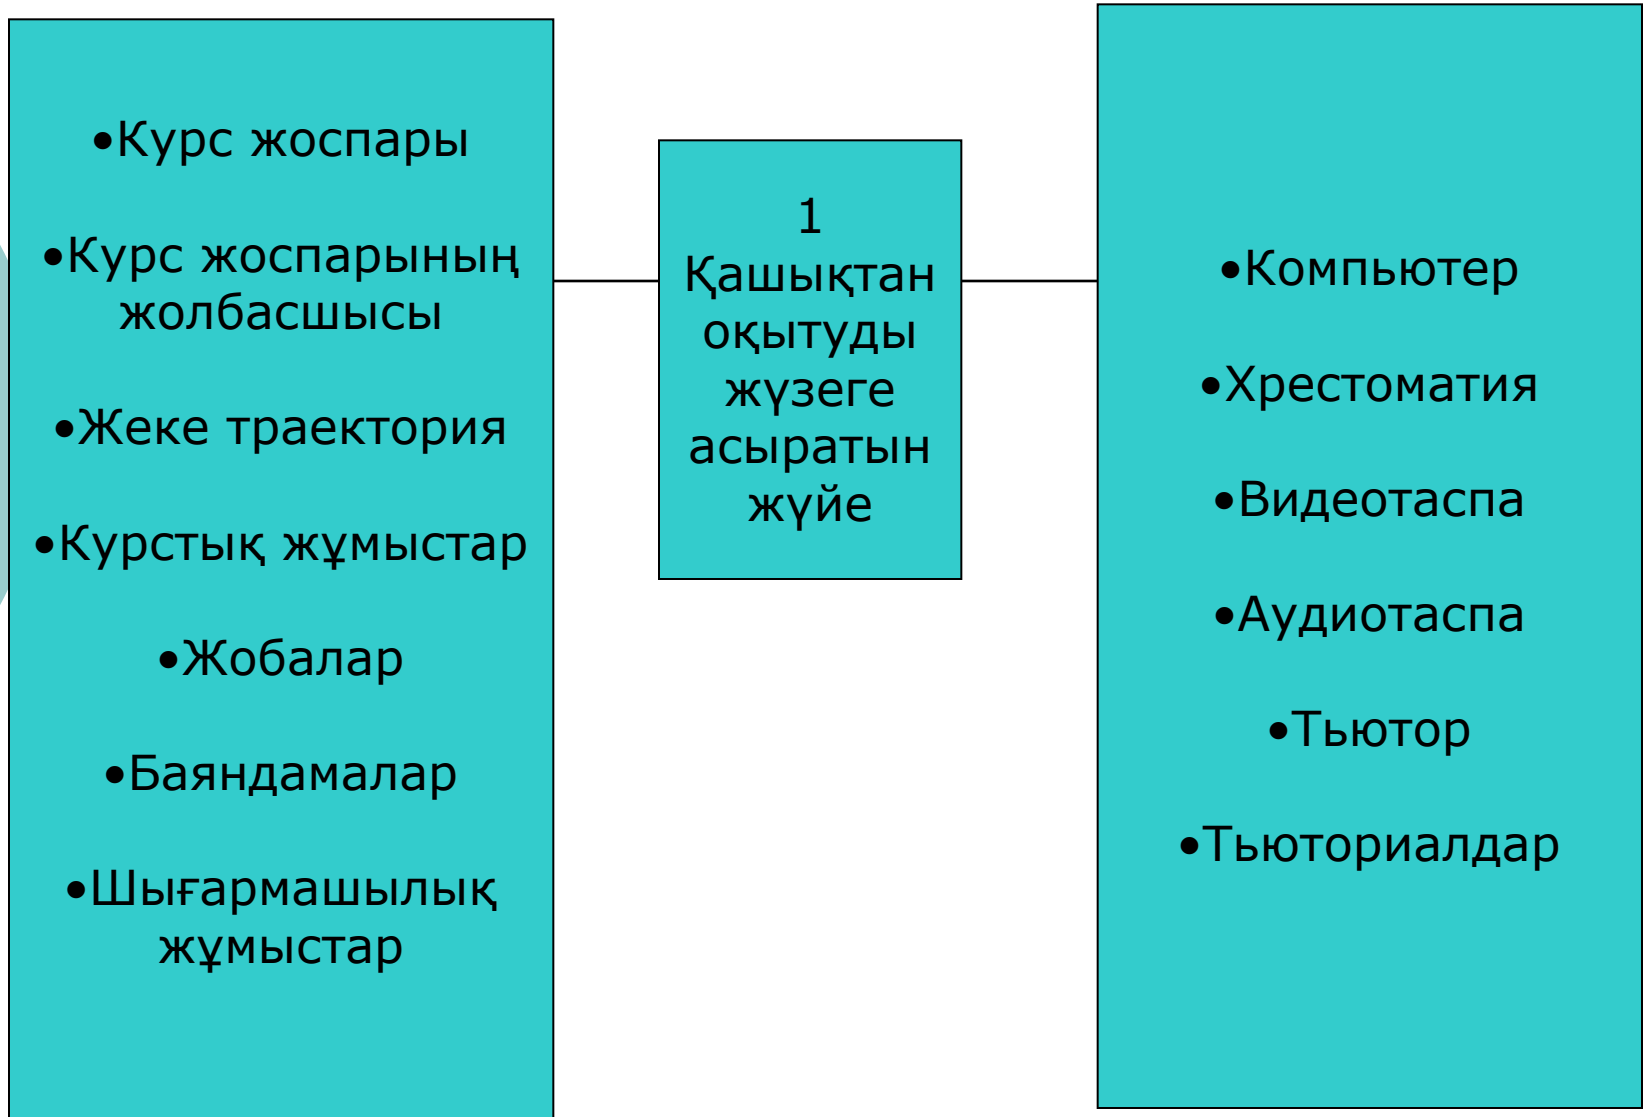 •Курс жоспары
•Курс жоспарының
жолбасшысы
•Жеке траектория
•Курстық жұмыстар
•Жобалар
•Баяндамалар
•Шығармашылық
жұмыстар
1
Қашықтан
оқытуды
жүзеге
асыратын
жүйе
•Компьютер
•Хрестоматия
•Видеотаспа
•Аудиотаспа
•Тьютор
•Тьюториалдар